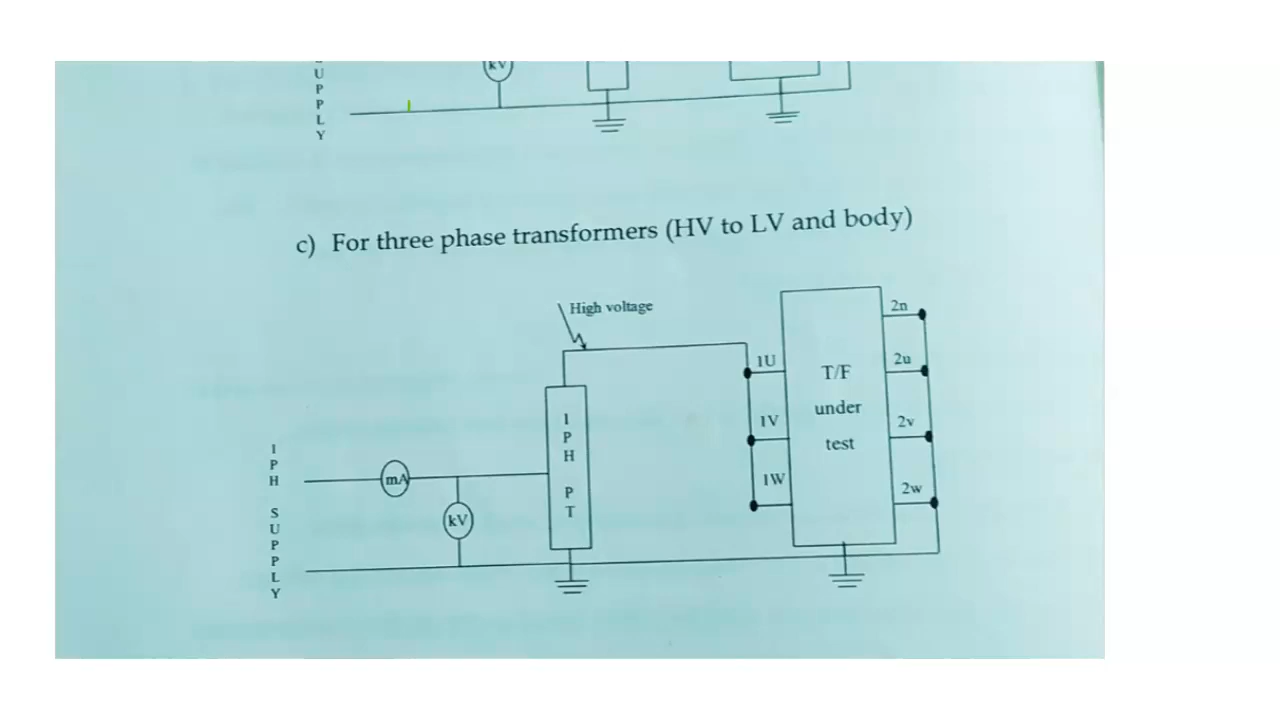 U
P
P
L
Y
kV
c) For three phase transformers (HV to LV and body)
High voltage
1U
1V
1W
T/F
under
test
2n
2u
2v
2w
1
P
H
P
T
mA
kV
1
P
H
S
U
P
P
L
Y